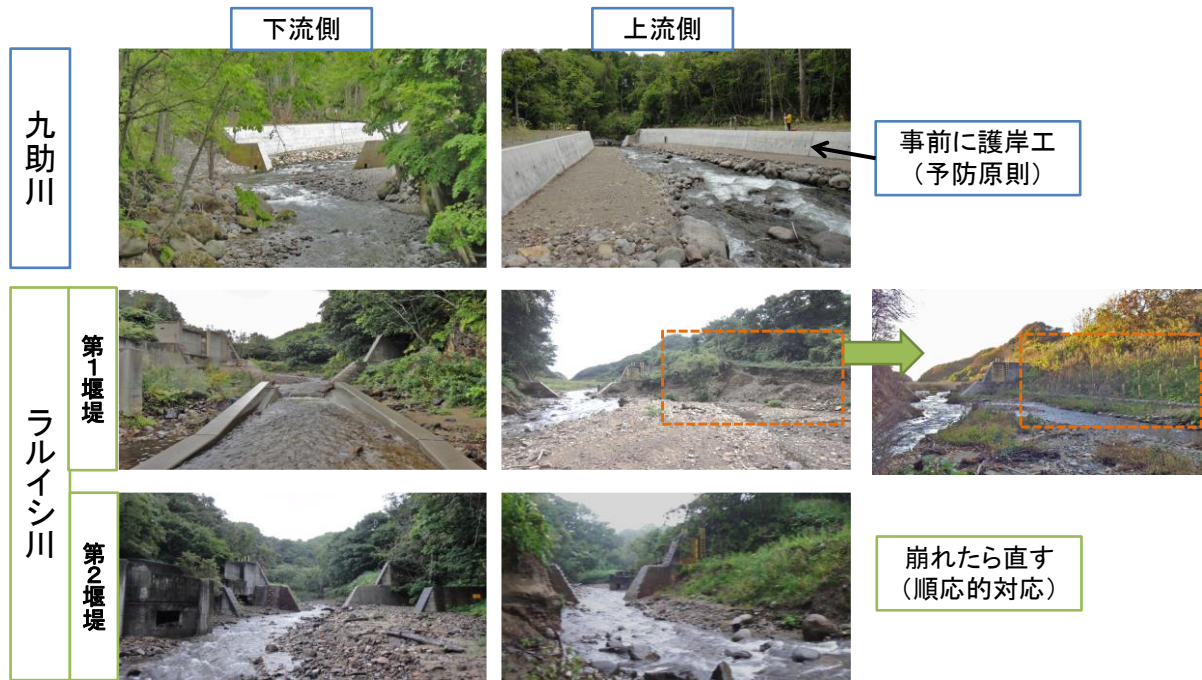 下流側
上流側
九助川
事前に護岸工
（予防原則）
ラルイシ川
第1堰堤
第2堰堤
崩れたら直す
（順応的対応）